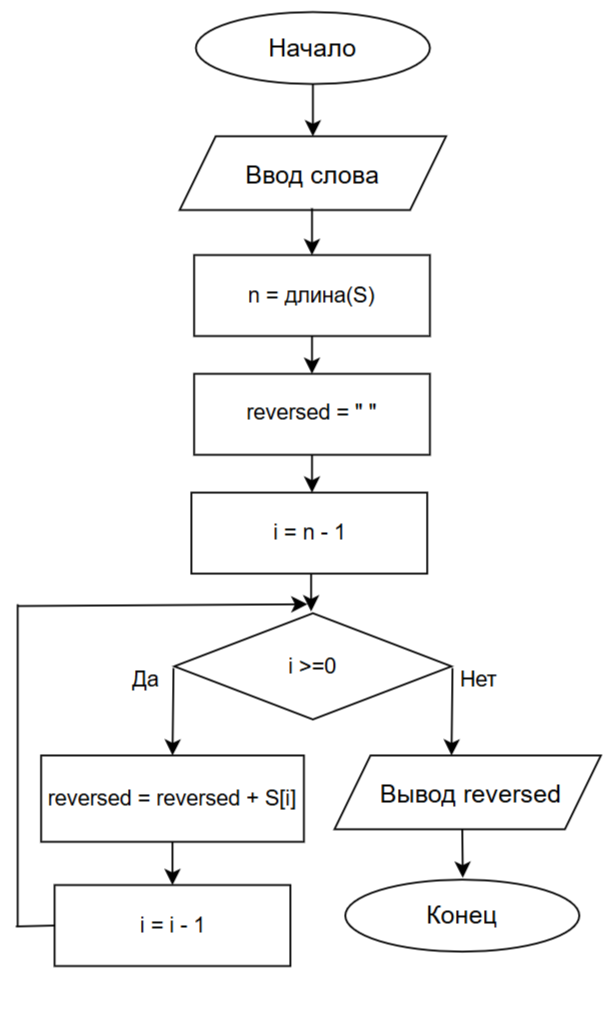 Начало
Ввод слова
n = длина(S)
reversed = " "
i = n - 1
i >=0
Да
Нет
reversed = reversed + S[i]
Вывод reversed
i = i - 1
Конец